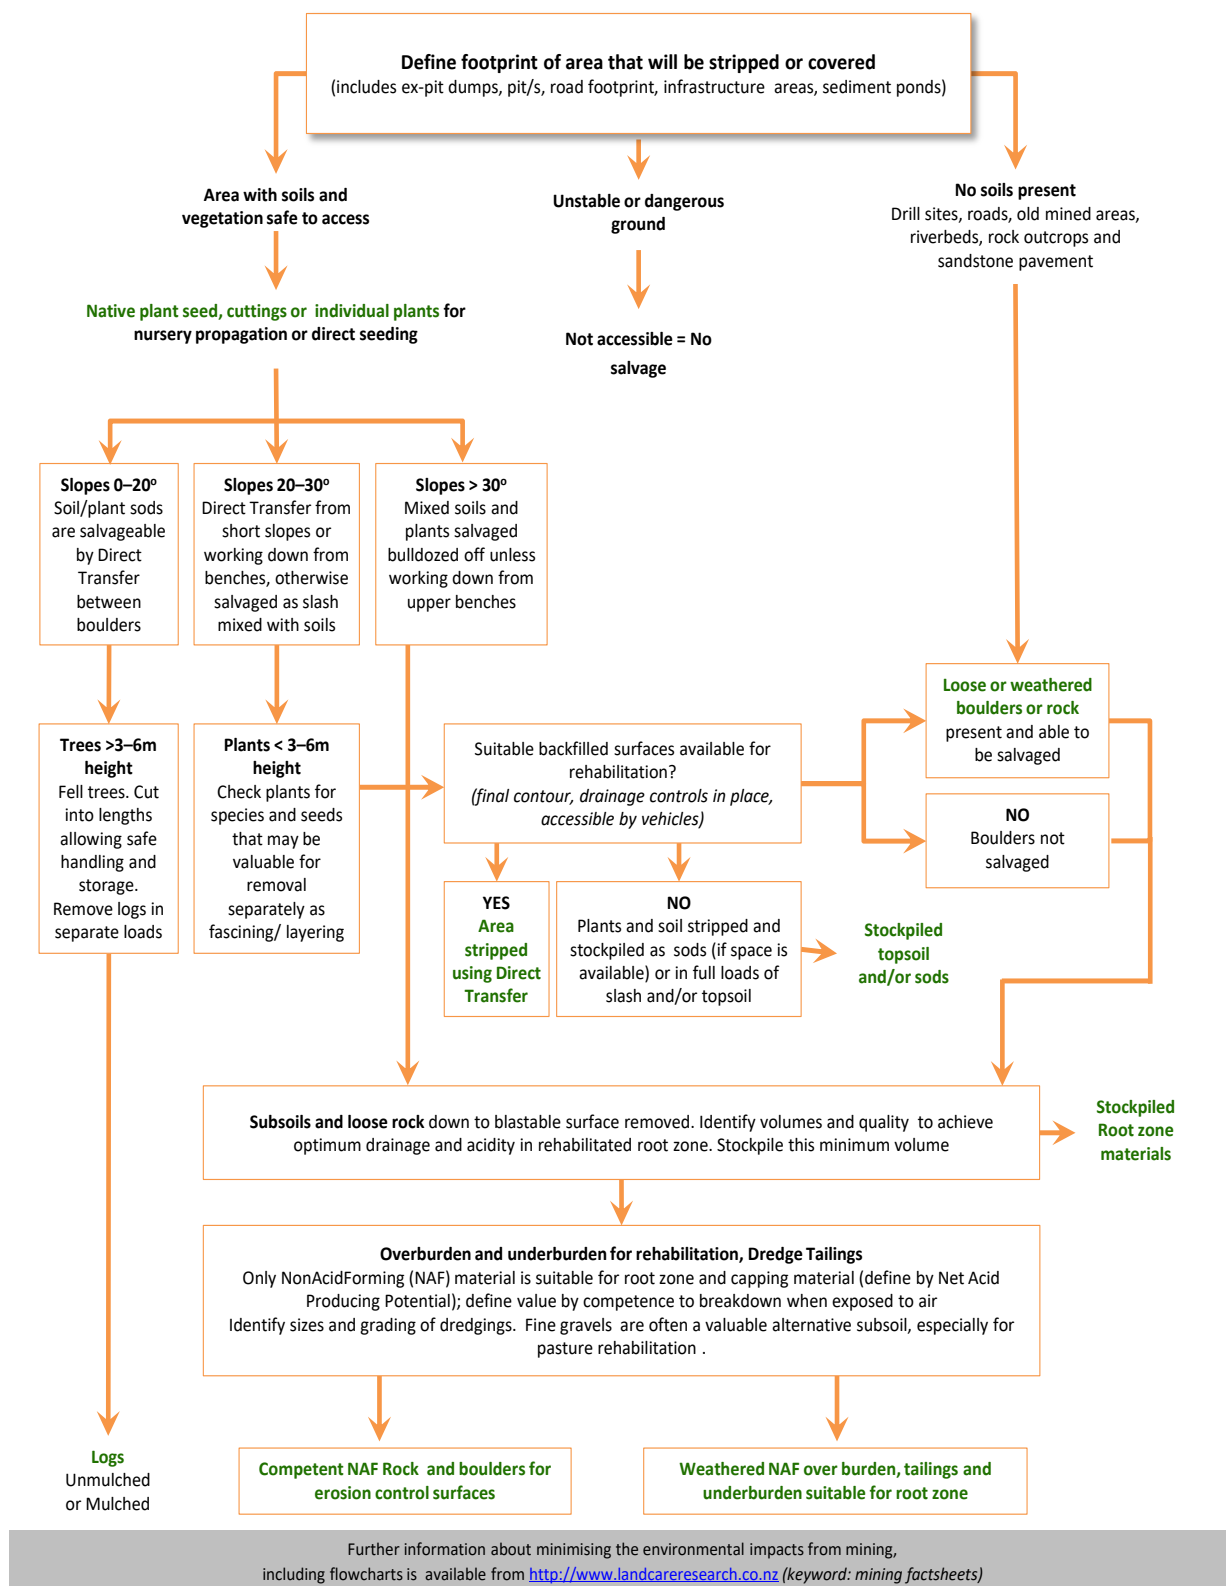 Define footprint of area that will be stripped or covered
(includes ex-pit dumps, pit/s, road footprint, infrastructure areas, sediment ponds)
Area with soils and
vegetation safe to access
Unstable or dangerous
ground
No soils present
Drill sites, roads, old mined areas,
riverbeds, rock outcrops and
sandstone pavement
Native plant seed, cuttings or individual plants for
nursery propagation or direct seeding
Not accessible = No
salvage
Slopes 0–20°
Soil/plant sods
are salvageable
by Direct
Transfer
between
boulders
Slopes 20–30°
Direct Transfer from
short slopes or
working down from
benches, otherwise
salvaged as slash
mixed with soils
Slopes > 30°
Mixed soils and
plants salvaged
bulldozed off unless
working down from
upper benches
Loose or weathered
boulders or rock
present and able to
be salvaged
Trees >3–6m
height
Fell trees. Cut
into lengths
allowing safe
handling and
storage.
Remove logs in
separate loads
Plants < 3–6m
height
Check plants for
species and seeds
that may be
valuable for
removal
separately as
fascining/ layering
Suitable backfilled surfaces available for
rehabilitation?
(final contour, drainage controls in place,
accessible by vehicles)
NO
Boulders not
salvaged
YES
Area
stripped
using Direct
Transfer
NO
Plants and soil stripped and
stockpiled as sods (if space is
available) or in full loads of
slash and/or topsoil
Stockpiled
topsoil
and/or sods
Subsoils and loose rock down to blastable surface removed. Identify volumes and quality to achieve
optimum drainage and acidity in rehabilitated root zone. Stockpile this minimum volume
Stockpiled
Root zone
materials
Overburden and underburden for rehabilitation, Dredge Tailings
Only NonAcidForming (NAF) material is suitable for root zone and capping material (define by Net Acid
Producing Potential); define value by competence to breakdown when exposed to air
Identify sizes and grading of dredgings. Fine gravels are often a valuable alternative subsoil, especially for
pasture rehabilitation .
Logs
Unmulched
or Mulched
Competent NAF Rock and boulders for
erosion control surfaces
Weathered NAF over burden, tailings and
underburden suitable for root zone
Further information about minimising the environmental impacts from mining,
including flowcharts is available from http://www.landcareresearch.co.nz (keyword: mining factsheets)